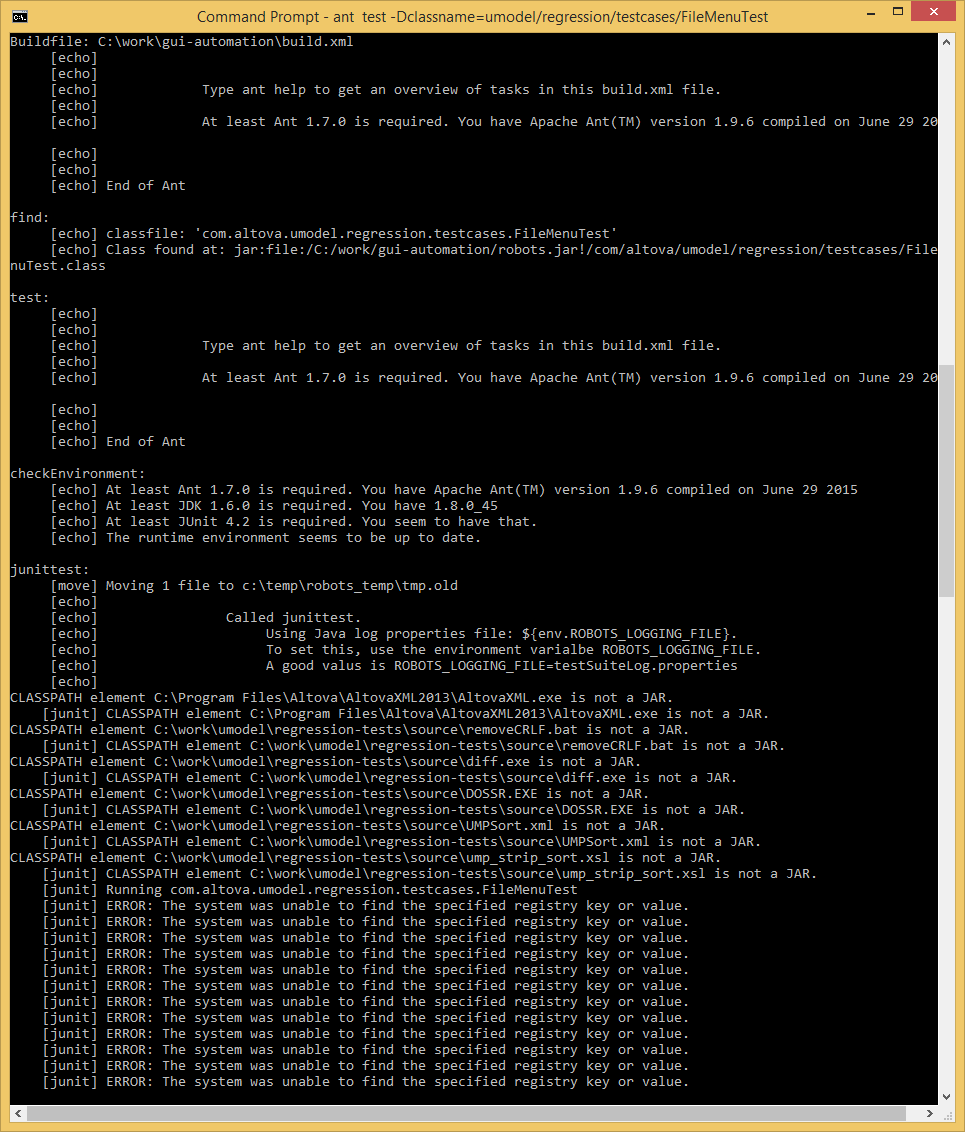 Command Prompt - ant  test -Dclassname=umodel/regression/testcases/FileMenuTest
Buildfile: C:\work\gui-automation\build.xml
[echo]
[echo]
[echo]             Type ant help to get an overview of tasks in this build.xml file.
[echo]
[echo]             At least Ant 1.7.0 is required. You have Apache Ant(TM) version 1.9.6 compiled on June 29 20
[echo]
[echo]
[echo] End of Ant
find:
[echo] classfile: 'com.altova.umodel.regression.testcases.FileMenuTest'
[echo] Class found at: jar:file:/C:/work/gui-automation/robots.jar!/com/altova/umodel/regression/testcases/File
nuTest.class
test:
[echo]
[echo]
[echo]             Type ant help to get an overview of tasks in this build.xml file.
[echo]
[echo]             At least Ant 1.7.0 is required. You have Apache Ant(TM) version 1.9.6 compiled on June 29 20
[echo]
[echo]
[echo] End of Ant
checkEnvironment:
[echo] At least Ant 1.7.0 is required. You have Apache Ant(TM) version 1.9.6 compiled on June 29 2015
[echo] At least JDK 1.6.0 is required. You have 1.8.0_45
[echo] At least JUnit 4.2 is required. You seem to have that.
[echo] The runtime environment seems to be up to date.
junittest:
[move] Moving 1 file to c:\temp\robots_temp\tmp.old
[echo]
[echo]                Called junittest.
[echo]                     Using Java log properties file: ${env.ROBOTS_LOGGING_FILE}.
[echo]                     To set this, use the environment varialbe ROBOTS_LOGGING_FILE.
[echo]                     A good valus is ROBOTS_LOGGING_FILE=testSuiteLog.properties
[echo]
CLASSPATH element C:\Program Files\Altova\AltovaXML2013\AltovaXML.exe is not a JAR.
[junit] CLASSPATH element C:\Program Files\Altova\AltovaXML2013\AltovaXML.exe is not a JAR.
CLASSPATH element C:\work\umodel\regression-tests\source\removeCRLF.bat is not a JAR.
[junit] CLASSPATH element C:\work\umodel\regression-tests\source\removeCRLF.bat is not a JAR.
CLASSPATH element C:\work\umodel\regression-tests\source\diff.exe is not a JAR.
[junit] CLASSPATH element C:\work\umodel\regression-tests\source\diff.exe is not a JAR.
CLASSPATH element C:\work\umodel\regression-tests\source\DOSSR.EXE is not a JAR.
[junit] CLASSPATH element C:\work\umodel\regression-tests\source\DOSSR.EXE is not a JAR.
CLASSPATH element C:\work\umodel\regression-tests\source\UMPSort.xml is not a JAR.
[junit] CLASSPATH element C:\work\umodel\regression-tests\source\UMPSort.xml is not a JAR.
CLASSPATH element C:\work\umodel\regression-tests\source\ump_strip_sort.xsl is not a JAR.
[junit] CLASSPATH element C:\work\umodel\regression-tests\source\ump_strip_sort.xsl is not a JAR.
[junit] Running com.altova.umodel.regression.testcases.FileMenuTest
[junit] ERROR: The system was unable to find the specified registry key or value.
[junit] ERROR: The system was unable to find the specified registry key or value.
[junit] ERROR: The system was unable to find the specified registry key or value.
[junit] ERROR: The system was unable to find the specified registry key or value.
[junit] ERROR: The system was unable to find the specified registry key or value.
[junit] ERROR: The system was unable to find the specified registry key or value.
[junit] ERROR: The system was unable to find the specified registry key or value.
[junit] ERROR: The system was unable to find the specified registry key or value.
[junit] ERROR: The system was unable to find the specified registry key or value.
[junit] ERROR: The system was unable to find the specified registry key or value.
[junit] ERROR: The system was unable to find the specified registry key or value.
[junit] ERROR: The system was unable to find the specified registry key or value.